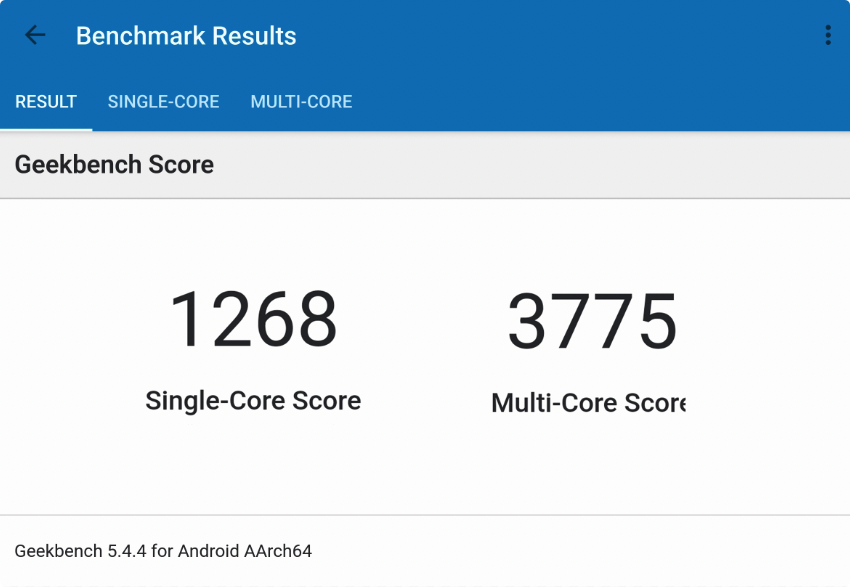 Benchmark Results
RESULT SINGLE-CORE MULTI-CORE
Geekbench Score
1268 3775
Single-Core Score Multi-Core Score
Geekbench 5.4.4 for Android AArch64